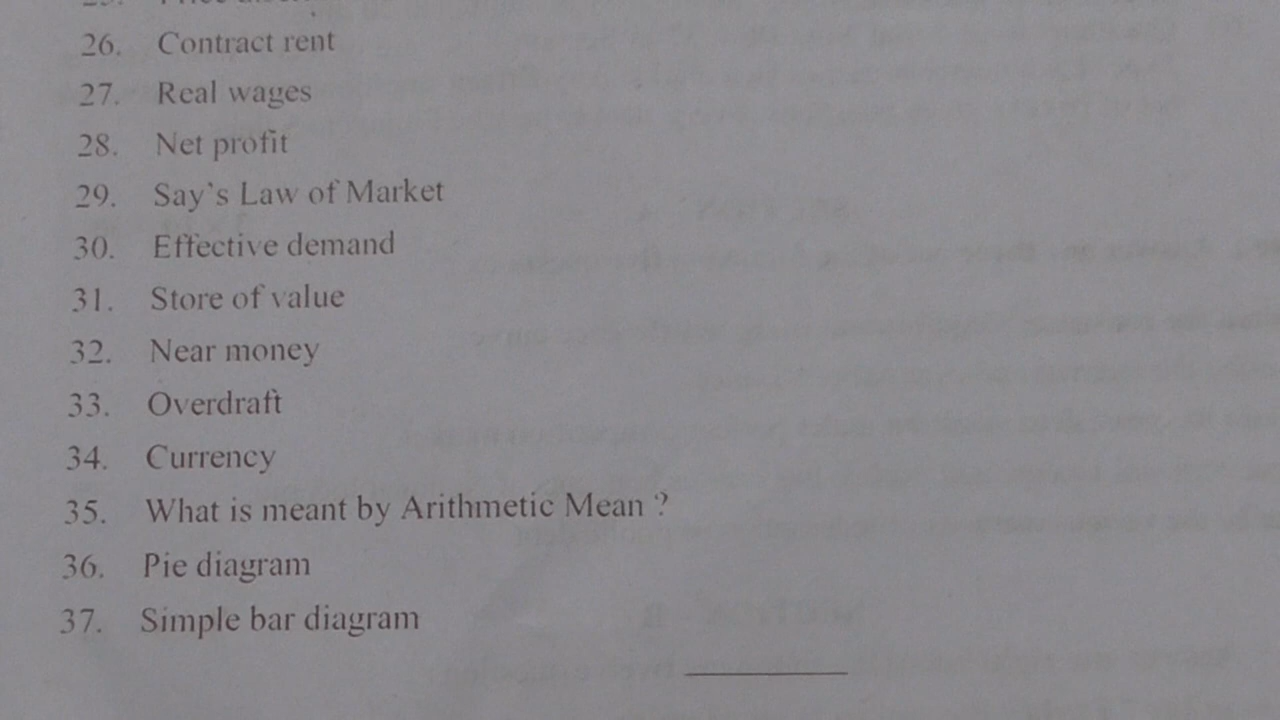 26. Contract rent
27. Real wages
28. Net profit
29. Say's Law of Market
30. Effective demand
31. Store of value
32. Near money
33. Overdraft
34. Currency
35. What is meant by Arithmetic Mean ?
36. Pie diagram
37. Simple bar diagram